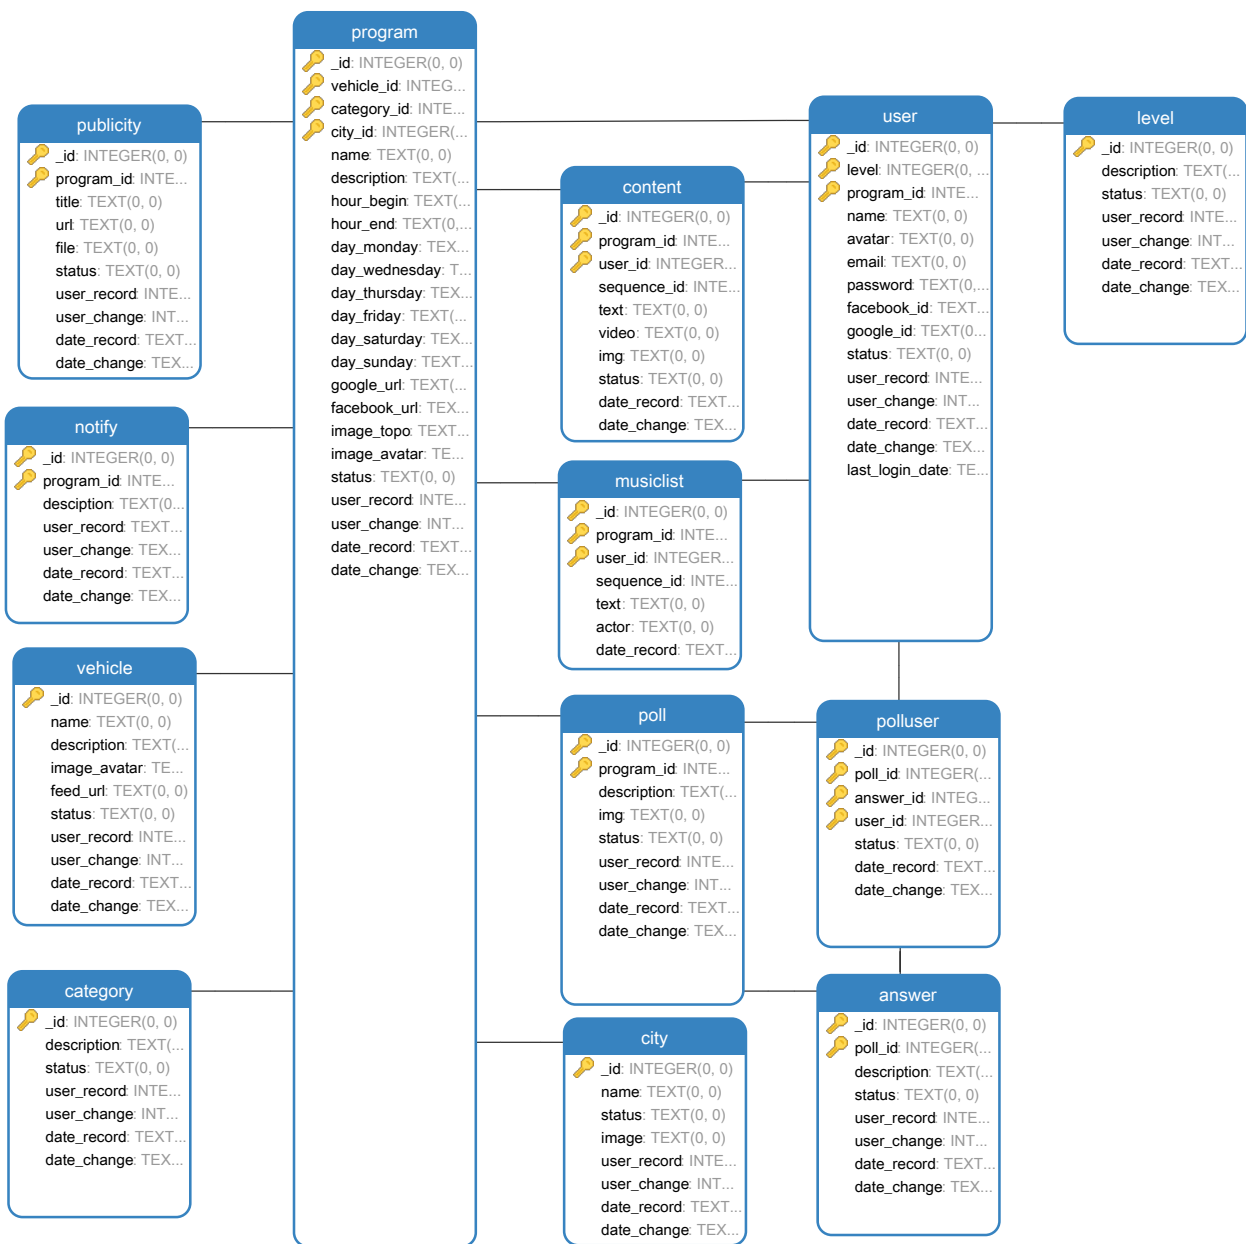 program
_id: INTEGER(0, 0)
vehicle_id: INTEG...
category_id: INTE...
city_id: INTEGER(...
name: TEXT(0, 0)
description: TEXT(...
hour_begin: TEXT(...
hour_end: TEXT(0,...
day_monday: TEX...
day_wednesday: T...
day_thursday: TEX...
day_friday: TEXT(...
day_saturday: TEX...
day_sunday: TEXT...
google_url: TEXT(...
facebook_url: TEX...
image_topo: TEXT...
image_avatar: TE...
status: TEXT(0, 0)
user_record: INTE...
user_change: INT...
date_record: TEXT...
date_change: TEX...
publicity
_id: INTEGER(0, 0)
program_id: INTE...
title: TEXT(0, 0)
url: TEXT(0, 0)
file: TEXT(0, 0)
status: TEXT(0, 0)
user_record: INTE...
user_change: INT...
date_record: TEXT...
date_change: TEX...
notify
_id: INTEGER(0, 0)
program_id: INTE...
desciption: TEXT(0...
user_record: TEXT...
user_change: TEX...
date_record: TEXT...
date_change: TEX...
vehicle
_id: INTEGER(0, 0)
name: TEXT(0, 0)
description: TEXT(...
image_avatar: TE...
feed_url: TEXT(0, 0)
status: TEXT(0, 0)
user_record: INTE...
user_change: INT...
date_record: TEXT...
date_change: TEX...
category
_id: INTEGER(0, 0)
description: TEXT(...
status: TEXT(0, 0)
user_record: INTE...
user_change: INT...
date_record: TEXT...
date_change: TEX...
content
_id: INTEGER(0, 0)
program_id: INTE...
user_id: INTEGER...
sequence_id: INTE...
text: TEXT(0, 0)
video: TEXT(0, 0)
img: TEXT(0, 0)
status: TEXT(0, 0)
date_record: TEXT...
date_change: TEX...
musiclist
_id: INTEGER(0, 0)
program_id: INTE...
user_id: INTEGER...
sequence_id: INTE...
text: TEXT(0, 0)
actor: TEXT(0, 0)
date_record: TEXT...
poll
_id: INTEGER(0, 0)
program_id: INTE...
description: TEXT(...
img: TEXT(0, 0)
status: TEXT(0, 0)
user_record: INTE...
user_change: INT...
date_record: TEXT...
date_change: TEX...
city
_id: INTEGER(0, 0)
name: TEXT(0, 0)
status: TEXT(0, 0)
image: TEXT(0, 0)
user_record: INTE...
user_change: INT...
date_record: TEXT...
date_change: TEX...
user
_id: INTEGER(0, 0)
level: INTEGER(0, ...
program_id: INTE...
name: TEXT(0, 0)
avatar: TEXT(0, 0)
email: TEXT(0, 0)
password: TEXT(0,...
facebook_id: TEXT...
google_id: TEXT(0...
status: TEXT(0, 0)
user_record: INTE...
user_change: INT...
date_record: TEXT...
date_change: TEX...
last_login_date: TE...
polluser
_id: INTEGER(0, 0)
poll_id: INTEGER(...
answer_id: INTEG...
user_id: INTEGER...
status: TEXT(0, 0)
date_record: TEXT...
date_change: TEX...
answer
_id: INTEGER(0, 0)
poll_id: INTEGER(...
description: TEXT(...
status: TEXT(0, 0)
user_record: INTE...
user_change: INT...
date_record: TEXT...
date_change: TEX...
level
_id: INTEGER(0, 0)
description: TEXT(...
status: TEXT(0, 0)
user_record: INTE...
user_change: INT...
date_record: TEXT...
date_change: TEX...